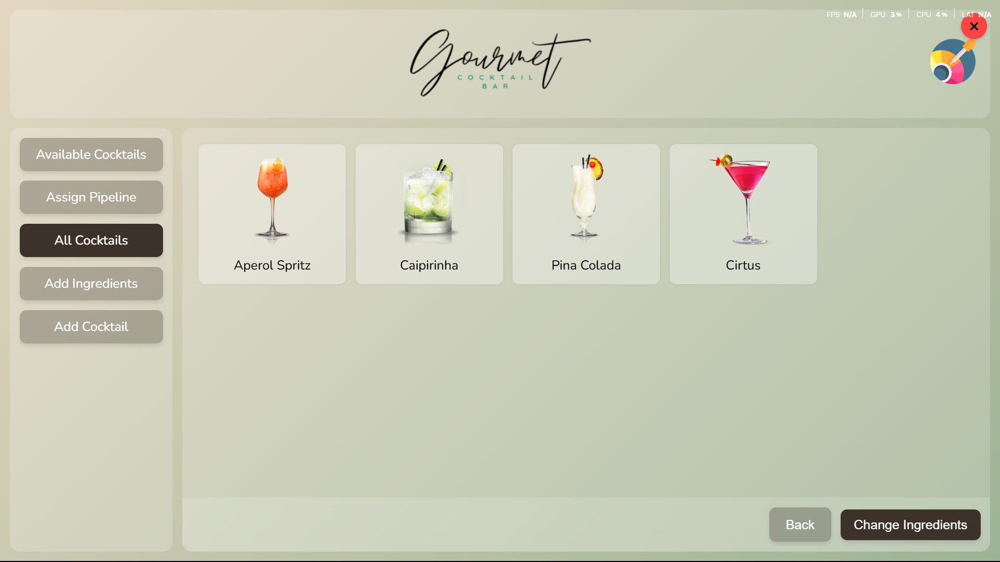 FPS N/A GPU 3% CPU 4% LAT N/A
Gourmet
COCKTAIL
BAR
Available Cocktails
Assign Pipeline
All Cocktails
Add Ingredients
Add Cocktail
Aperol Spritz
Caipirinha
Pina Colada
Cirtus
Back
Change Ingredients